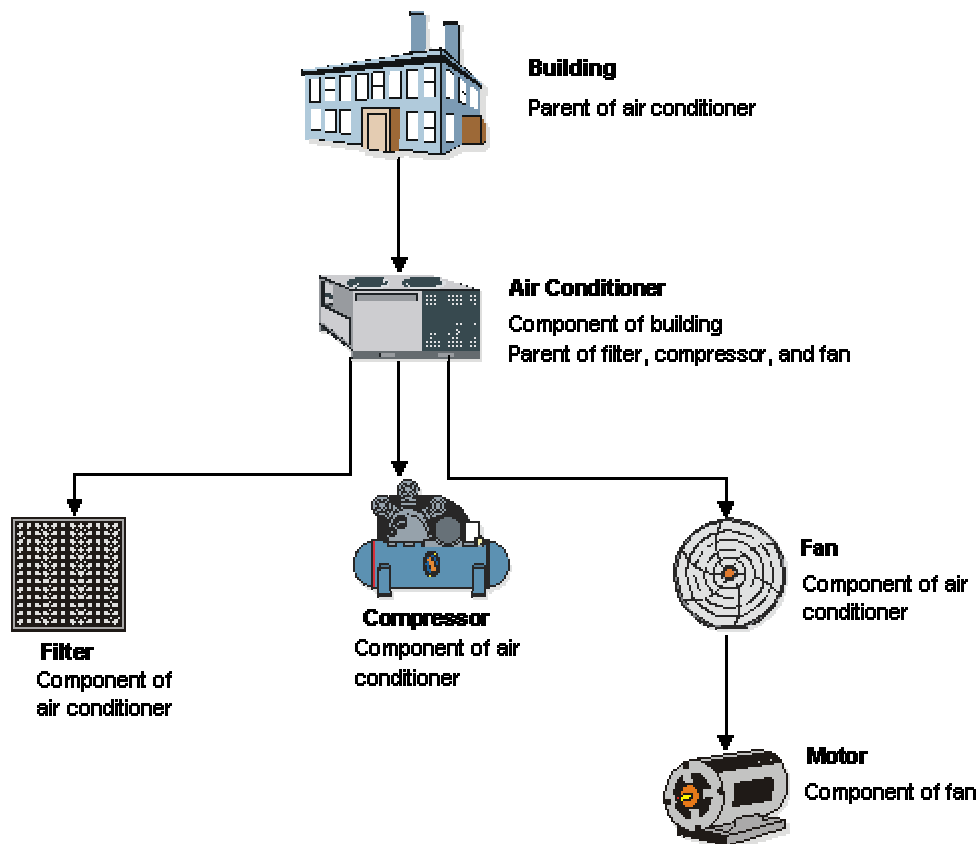 Building
Parent of air conditioner
Air Conditioner
Component of building
Parent of filter, compressor, and fan
Filter
Component of
air conditioner
Compressor
Component of air
conditioner
Fan
Component of air
conditioner
Motor
Component of fan